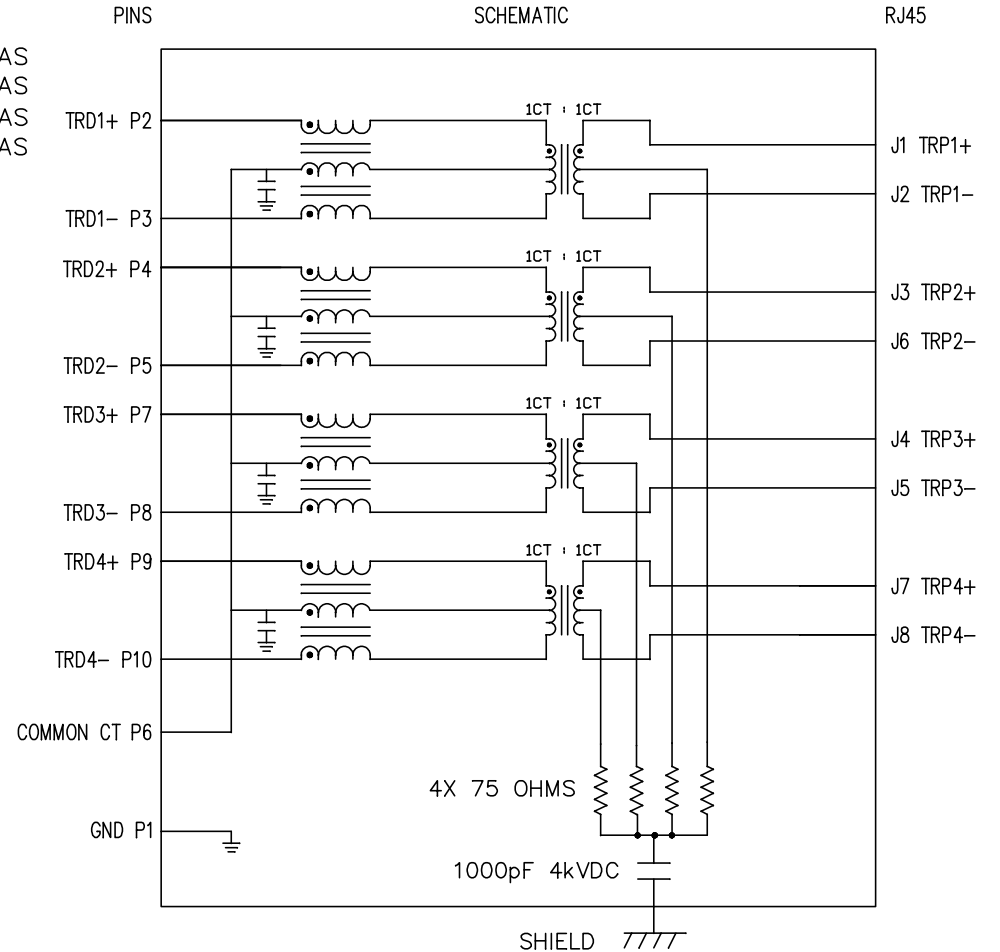 PINS SCHEMATIC RJ45
AS
AS
AS
AS
1CT : 1CT
TRD1+ P2
J1 TRP1+
J2 TRP1-
TRD1- P3
1CT : 1CT
TRD2+ P4
J3 TRP2+
J6 TRP2-
TRD2- P5
1CT : 1CT
TRD3+ P7
J4 TRP3+
J5 TRP3-
TRD3- P8
1CT : 1CT
TRD4+ P9
J7 TRP4+
J8 TRP4-
TRD4- P10
COMMON CT P6
4X 75 OHMS
GND P1
1000pF 4kVDC
SHIELD